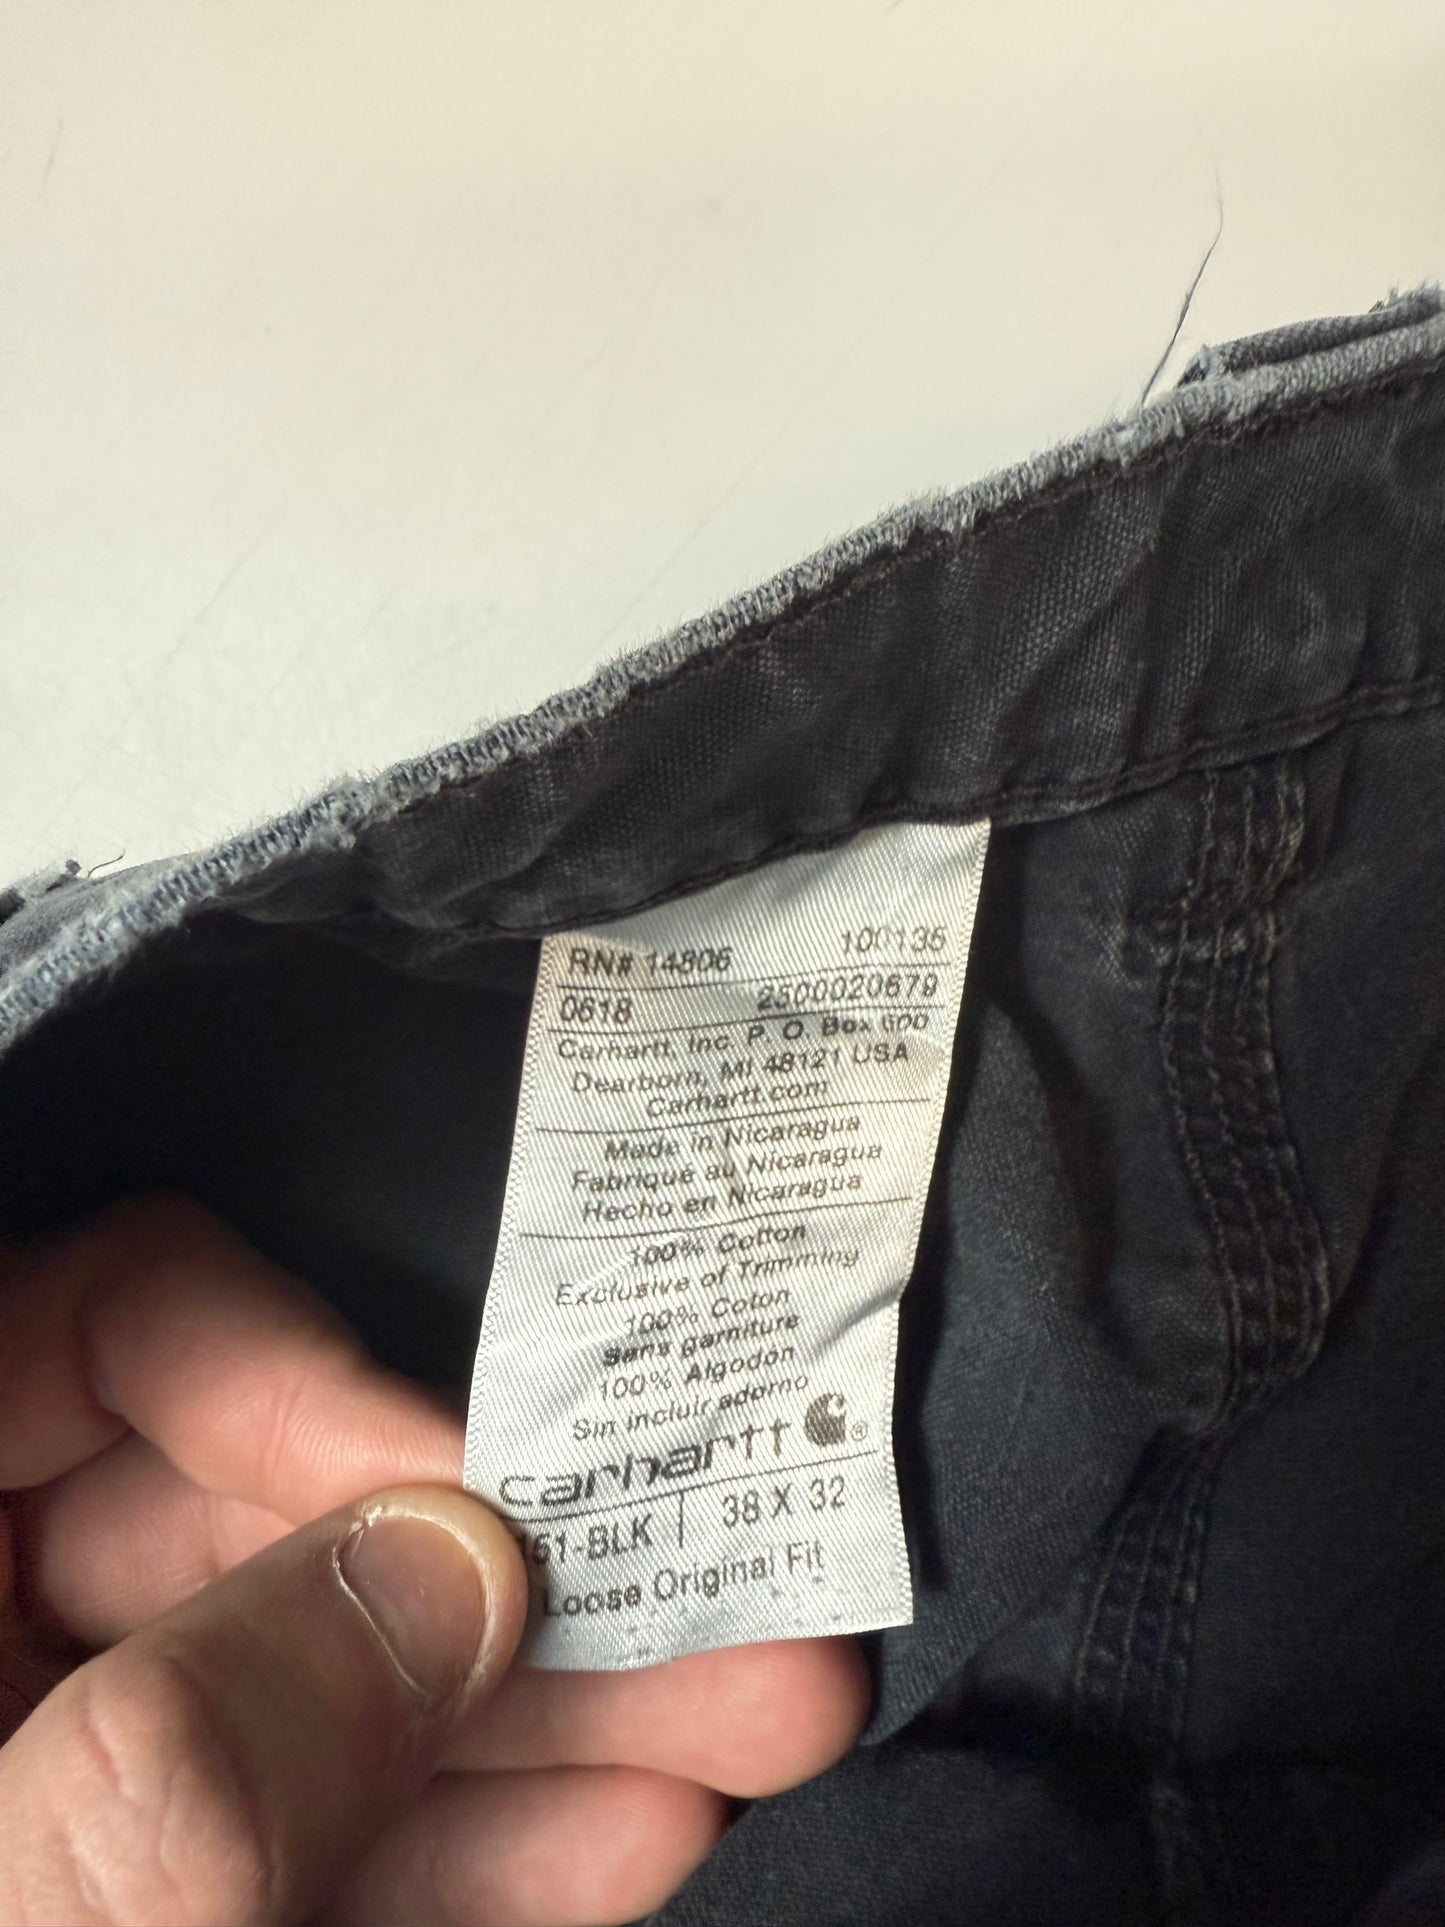 RN# 14806 100135
0618 2500020679
Carhartt, Inc. P. O. Box 600
Dearborn, MI 48121 USA
Carhartt.com
Made in Nicaragua
Fabriqué au Nicaragua
Hecho en Nicaragua
100% Cotton
Exclusive of Trimming
100% Coton
Sans garniture
100% Algodon
Sin incluir adorno
carhartt ®
51-BLK | 38 X 32
Loose Original Fit